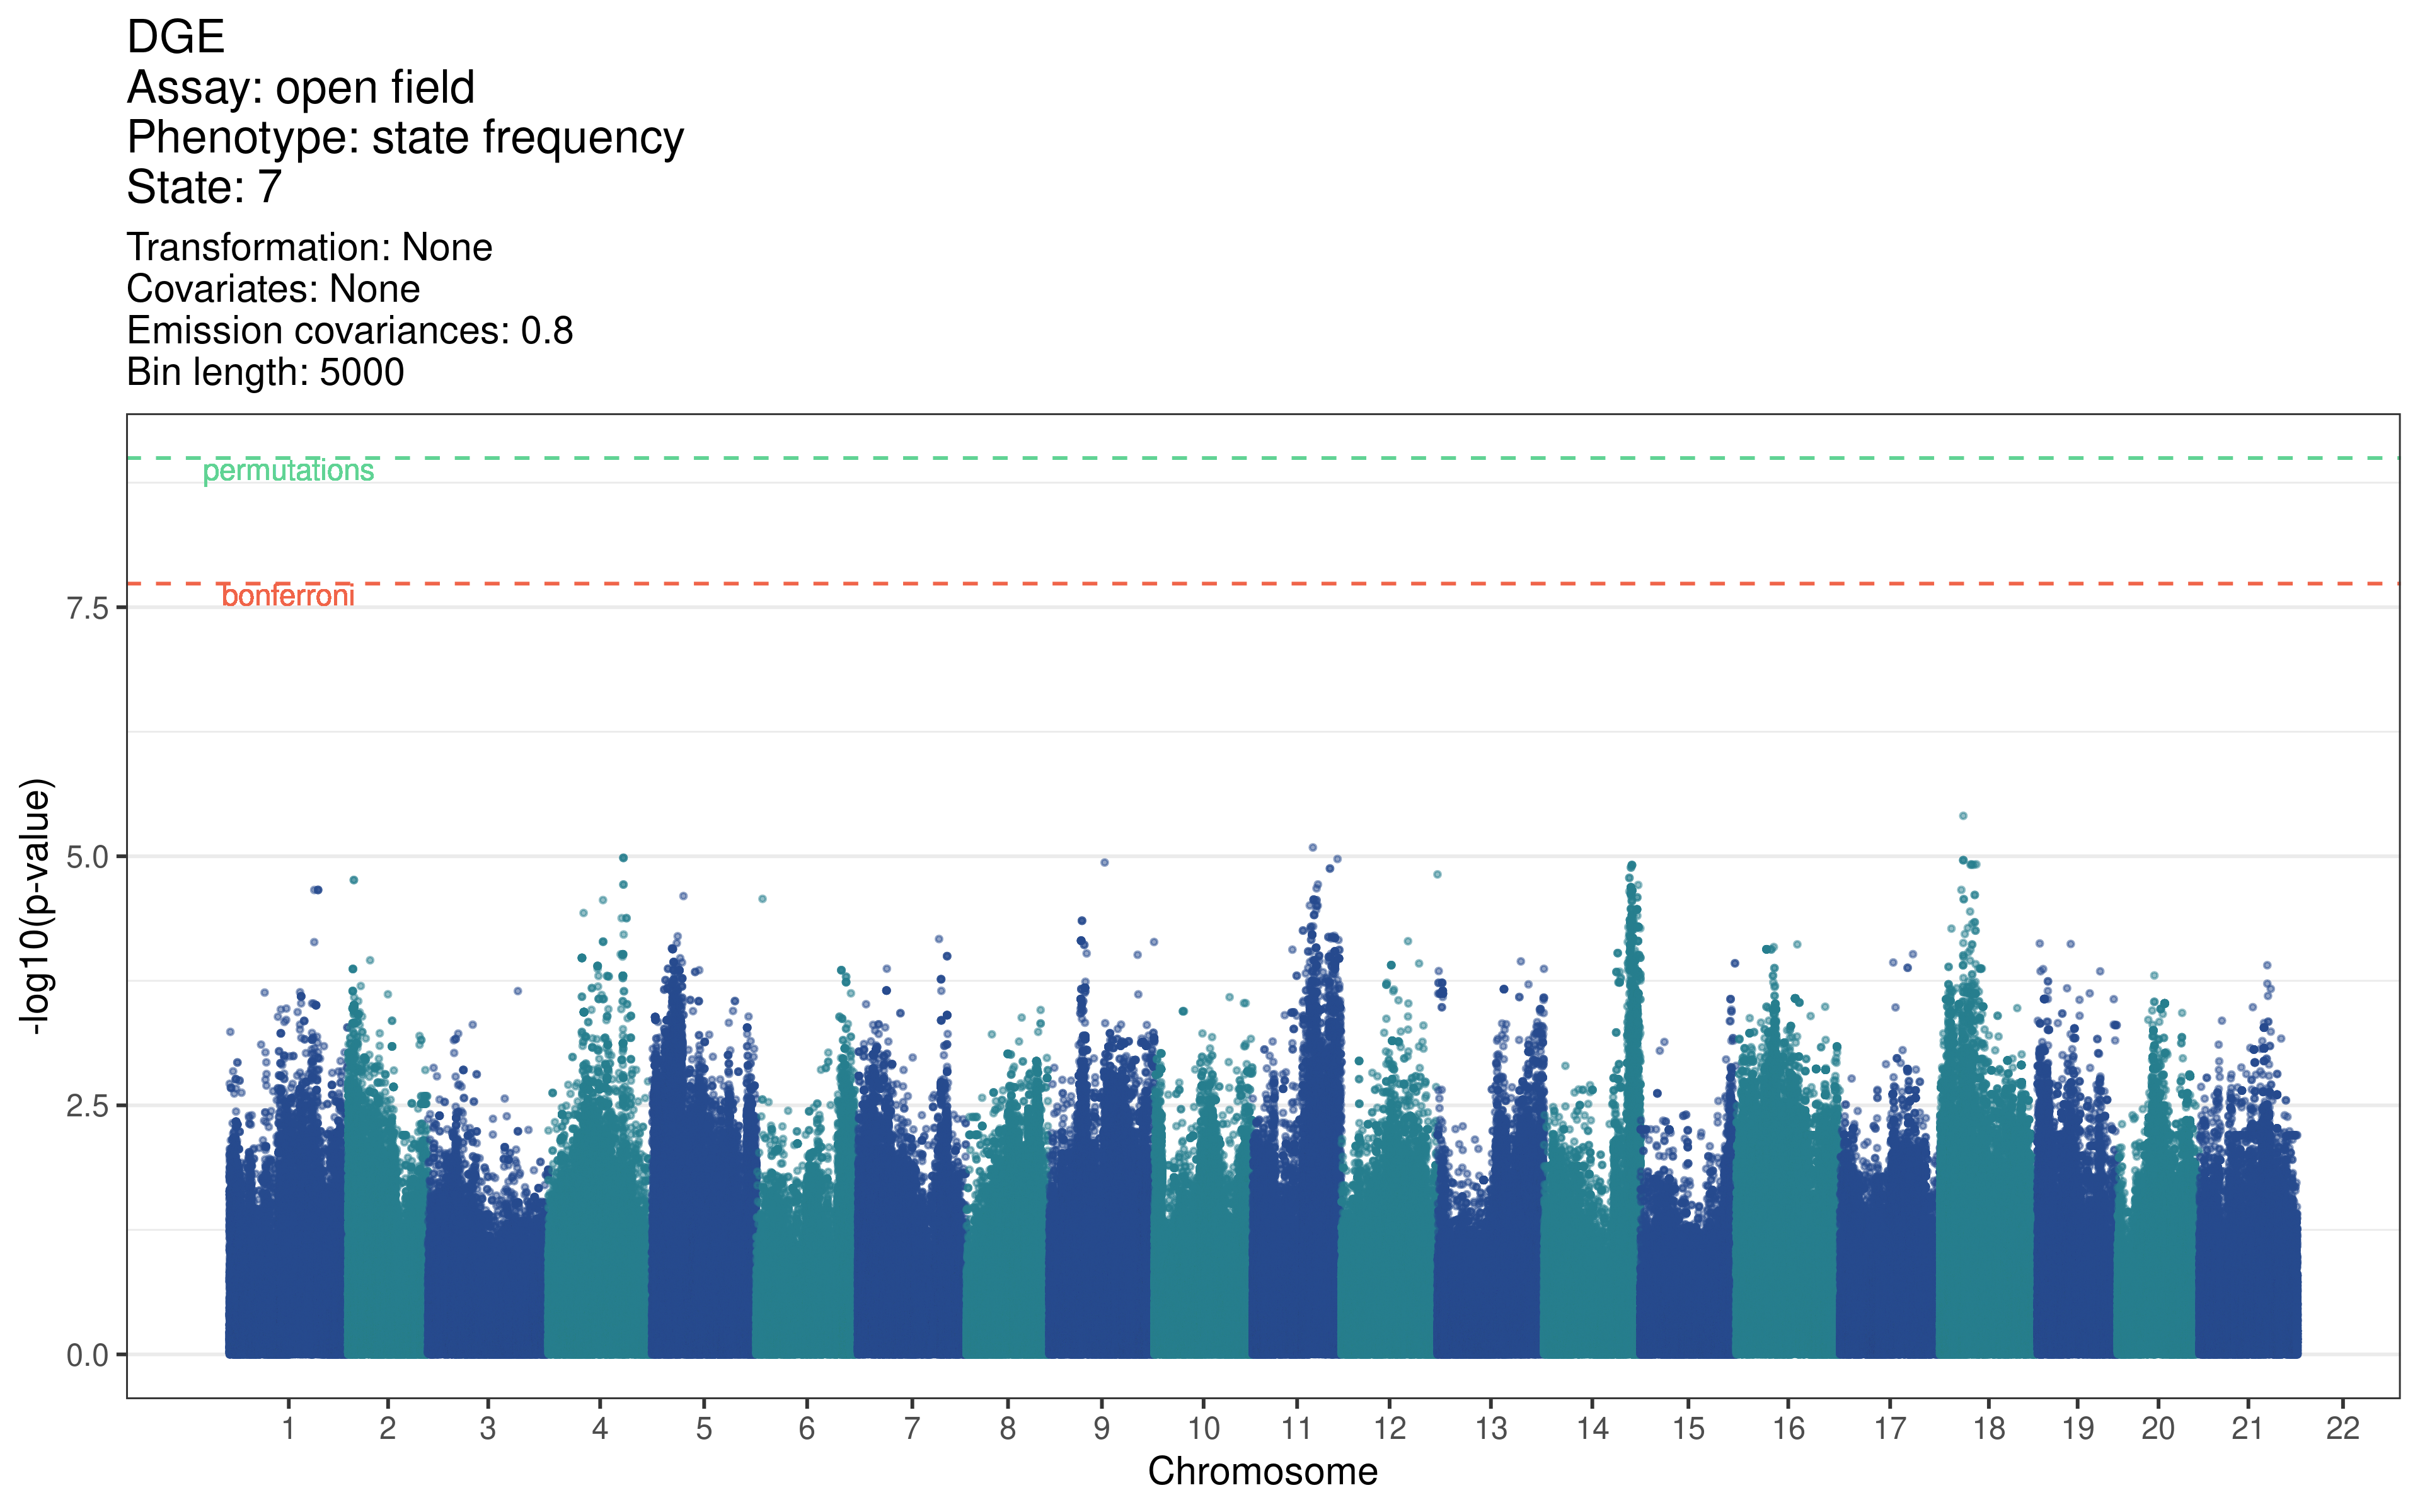 DGE
Assay: open field
Phenotype: state frequency
State: 7
Transformation: None
Covariates: None
Emission covariances: 0.8
Bin length: 5000
permutations
bonferroni
7.5
5.0
2.5
0.0
-log10(p-value)
1 2 3 4 5 6 7 8 9 10 11 12 13 14 15 16 17 18 19 20 21 22
Chromosome